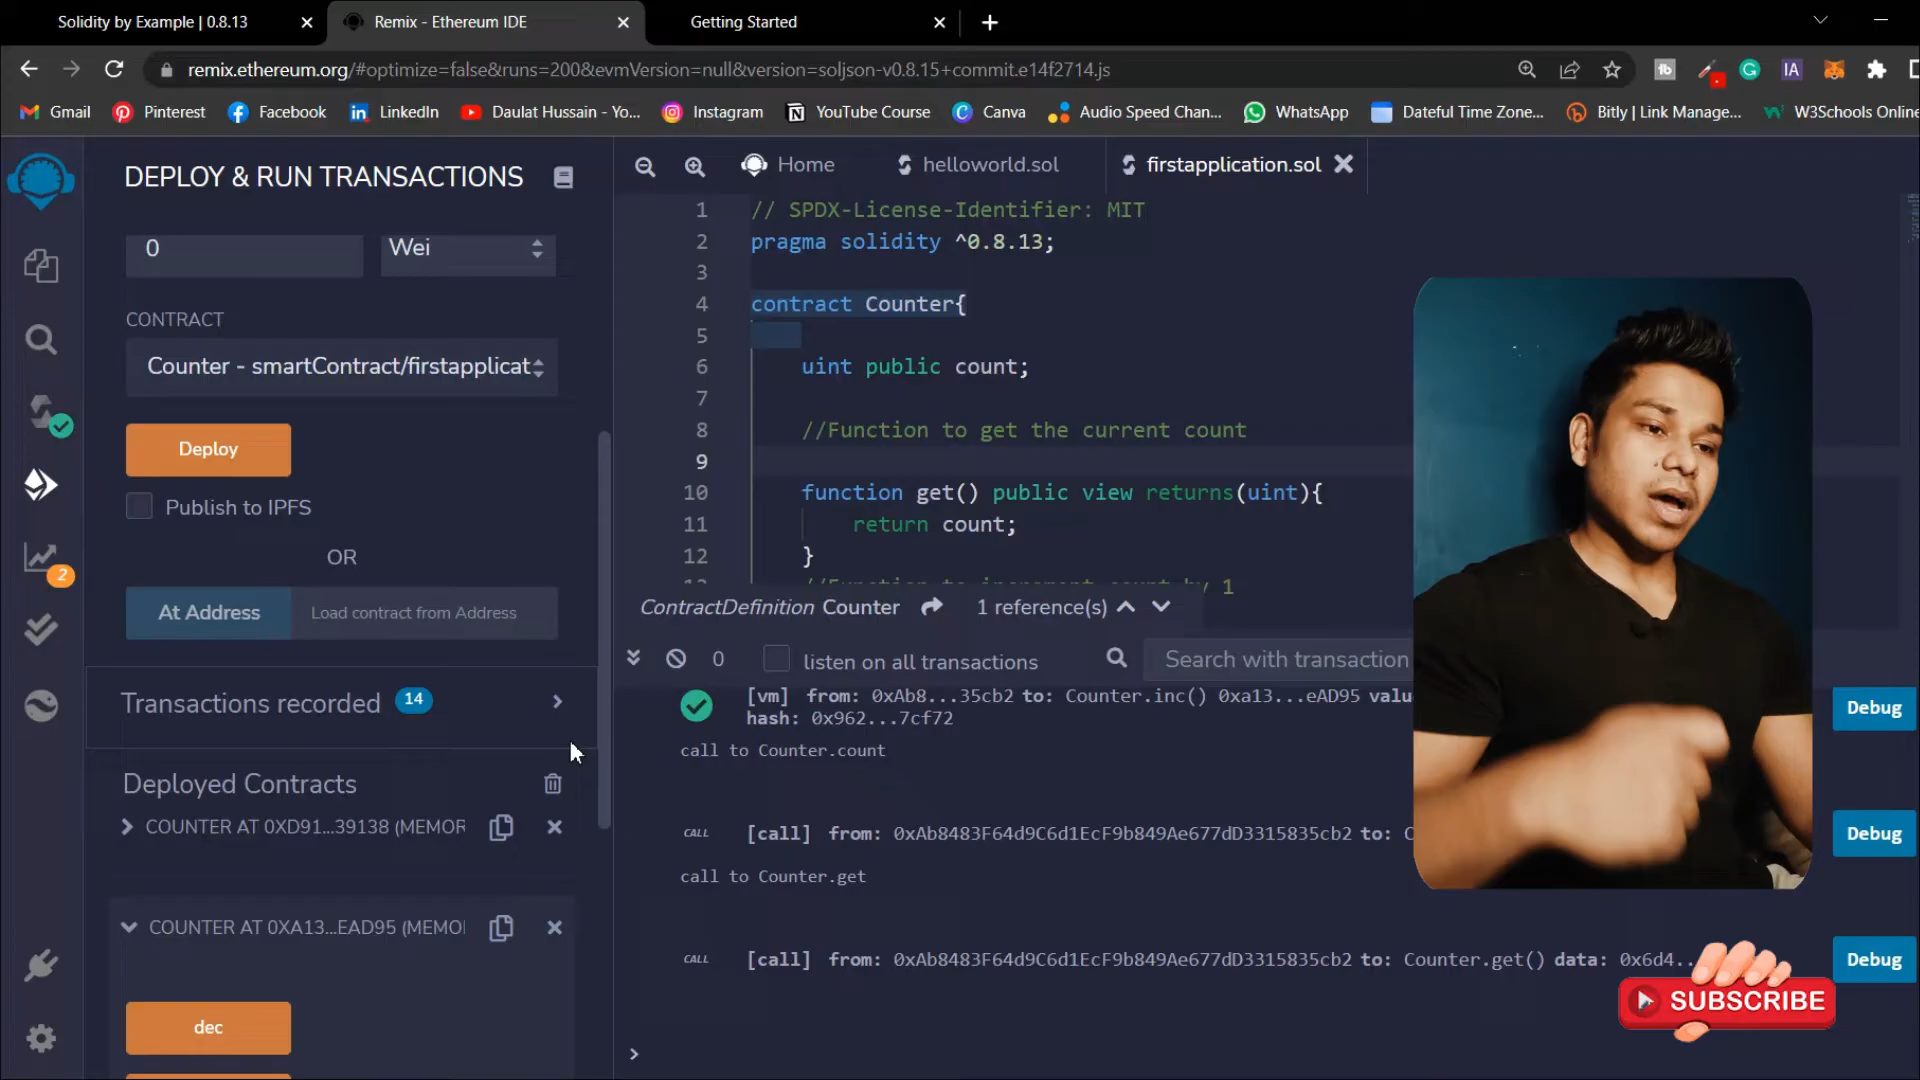 Solidity by Example | 0.8.13
Remix - Ethereum IDE
Getting Started
remix.ethereum.org/#optimize=false&runs=200&evmVersion=null&version=soljson-v0.8.15+commit.e14f2714.js
Gmail
Pinterest
Facebook
LinkedIn
Daulat Hussain - Yo...
Instagram
YouTube Course
Canva
Audio Speed Chan...
WhatsApp
Dateful Time Zone...
Bitly | Link Manage...
W3Schools Online
DEPLOY & RUN TRANSACTIONS
0
Wei
CONTRACT
Counter - smartContract/firstapplicat
Deploy
Publish to IPFS
OR
At Address
Load contract from Address
Transactions recorded 14
Deployed Contracts
COUNTER AT 0XD91...39138 (MEMOR
COUNTER AT 0XA13...EAD95 (MEMO
dec
2
Home
helloworld.sol
firstapplication.sol
1 // SPDX-License-Identifier: MIT
2 pragma solidity ^0.8.13;
3
4 contract Counter{
5
6 uint public count;
7
8 //Function to get the current count
9
10 function get() public view returns(uint){
11 return count;
12 }
//Function to increment count by 1
ContractDefinition Counter
1 reference(s)
0
listen on all transactions
Search with transaction
[vm] from: 0xAb8...35cb2 to: Counter.inc() 0xa13...eAD95 valu
hash: 0x962...7cf72
Debug
call to Counter.count
CALL [call] from: 0xAb8483F64d9C6d1EcF9b849Ae677dD3315835cb2 to: C
Debug
call to Counter.get
CALL [call] from: 0xAb8483F64d9C6d1EcF9b849Ae677dD3315835cb2 to: Counter.get() data: 0x6d4...
Debug
SUBSCRIBE
>